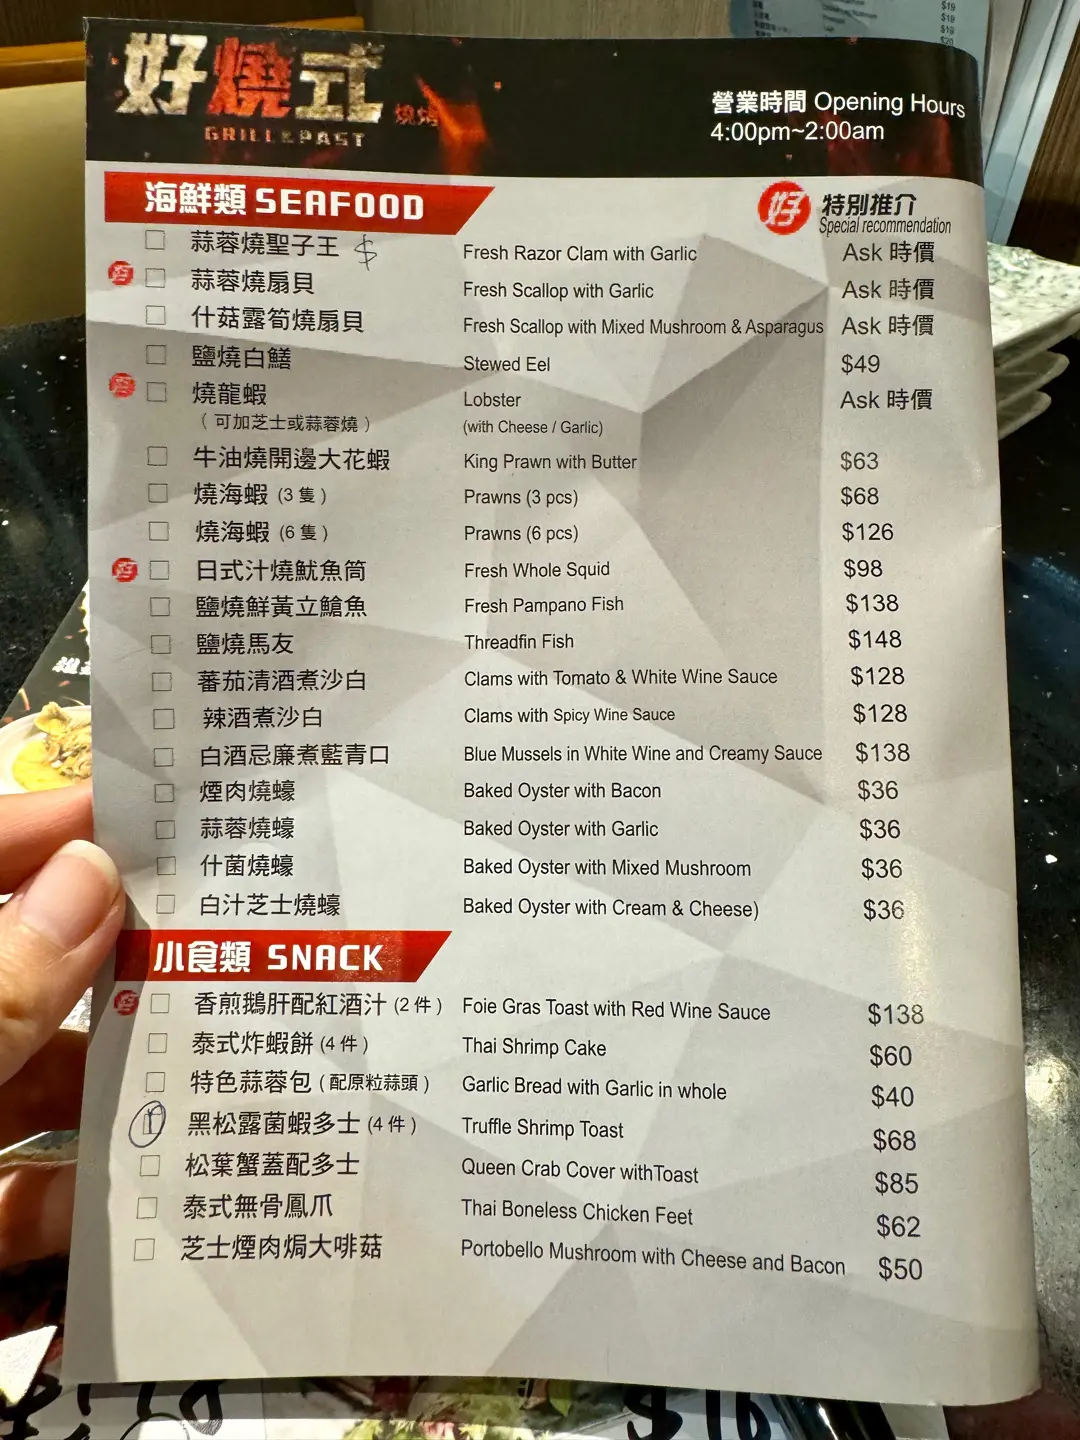 好燒式 燒烤
GRILL&PAST
營業時間 Opening Hours
4:00pm~2:00am
海鮮類 SEAFOOD
好 特別推介
Special recommendation
蒜蓉燒聖子王 $ Fresh Razor Clam with Garlic Ask 時價
好 蒜蓉燒扇貝 Fresh Scallop with Garlic Ask 時價
什菇露筍燒扇貝 Fresh Scallop with Mixed Mushroom & Asparagus Ask 時價
鹽燒白鱔 Stewed Eel $49
好 燒龍蝦 Lobster Ask 時價
（可加芝士或蒜蓉燒） (with Cheese / Garlic)
牛油燒開邊大花蝦 King Prawn with Butter $63
燒海蝦 (3 隻) Prawns (3 pcs) $68
燒海蝦 (6 隻) Prawns (6 pcs) $126
好 日式汁燒魷魚筒 Fresh Whole Squid $98
鹽燒鮮黃立鯧魚 Fresh Pampano Fish $138
鹽燒馬友 Threadfin Fish $148
蕃茄清酒煮沙白 Clams with Tomato & White Wine Sauce $128
辣酒煮沙白 Clams with Spicy Wine Sauce $128
白酒忌廉煮藍青口 Blue Mussels in White Wine and Creamy Sauce $138
煙肉燒蠔 Baked Oyster with Bacon $36
蒜蓉燒蠔 Baked Oyster with Garlic $36
什菌燒蠔 Baked Oyster with Mixed Mushroom $36
白汁芝士燒蠔 Baked Oyster with Cream & Cheese) $36
小食類 SNACK
好 香煎鵝肝配紅酒汁 (2 件) Foie Gras Toast with Red Wine Sauce $138
泰式炸蝦餅 (4 件) Thai Shrimp Cake $60
特色蒜蓉包 (配原粒蒜頭) Garlic Bread with Garlic in whole $40
黑松露菌蝦多士 (4 件) Truffle Shrimp Toast $68
松葉蟹蓋配多士 Queen Crab Cover withToast $85
泰式無骨鳳爪 Thai Boneless Chicken Feet $62
芝士煙肉焗大啡菇 Portobello Mushroom with Cheese and Bacon $50